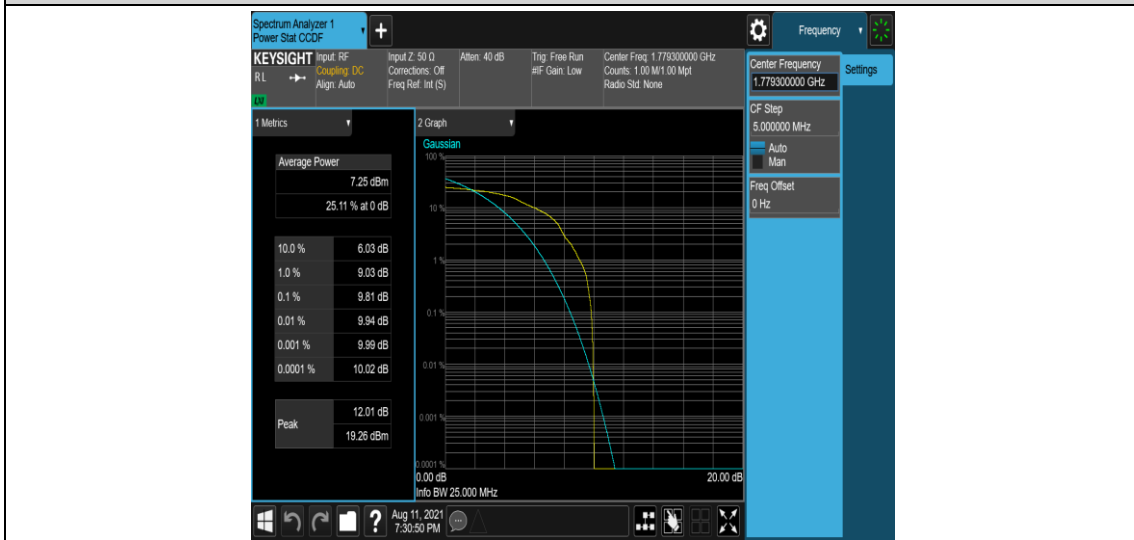 Spectrum Analyzer 1
Power Stat CCDF
+
Frequency
KEYSIGHT
RL
Input: RF
Coupling: DC
Align: Auto
Input Z: 50 Ω
Corrections: Off
Freq Ref: Int (S)
Atten: 40 dB
Trig: Free Run
#IF Gain: Low
Center Freq: 1.779300000 GHz
Counts: 1.00 M/1.00 Mpt
Radio Std: None
Center Frequency
1.779300000 GHz
Settings
CF Step
5.000000 MHz
Auto
Man
Freq Offset
0 Hz
1 Metrics
Average Power
7.25 dBm
25.11 % at 0 dB
10.0 % 6.03 dB
1.0 % 9.03 dB
0.1 % 9.81 dB
0.01 % 9.94 dB
0.001 % 9.99 dB
0.0001 % 10.02 dB
Peak
12.01 dB
19.26 dBm
2 Graph
Gaussian
100 %
10 %
1 %
0.1 %
0.01 %
0.001 %
0.0001 %
0.00 dB 20.00 dB
Info BW 25.000 MHz
?
Aug 11, 2021
7:30:50 PM